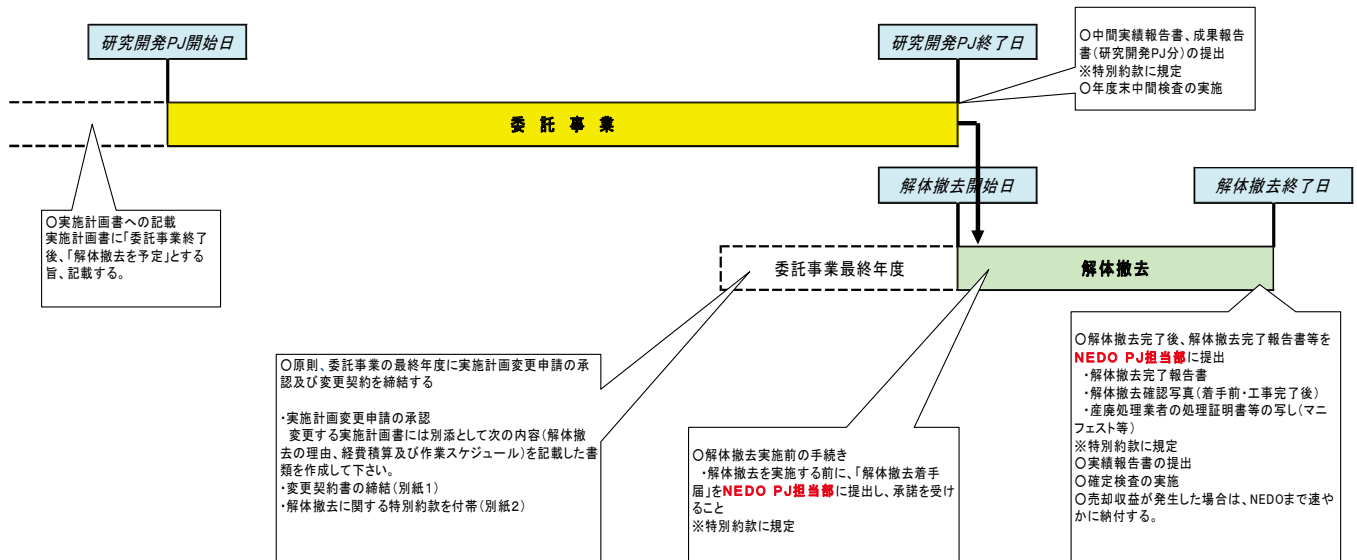 研究開発PJ開始日
研究開発PJ終了日
〇中間実績報告書、成果報告
書(研究開発PJ分)の提出
※特別約款に規定
〇年度末中間検査の実施
委 託 事 業
解体撤去開始日
解体撤去終了日
〇実施計画書への記載
実施計画書に「委託事業終了
後、「解体撤去を予定」とする
旨、記載する。
委託事業最終年度
解体撤去
〇原則、委託事業の最終年度に実施計画変更申請の承
認及び変更契約を締結する
・実施計画変更申請の承認
変更する実施計画書には別添として次の内容(解体撤
去の理由、経費積算及び作業スケジュール)を記載した書
類を作成して下さい。
・変更契約書の締結(別紙1)
・解体撤去に関する特別約款を付帯(別紙2)
〇解体撤去実施前の手続き
・解体撤去を実施する前に、「解体撤去着手
届」をNEDO PJ担当部に提出し、承諾を受け
ること
※特別約款に規定
〇解体撤去完了後、解体撤去完了報告書等を
NEDO PJ担当部に提出
・解体撤去完了報告書
・解体撤去確認写真(着手前・工事完了後)
・産廃処理業者の処理証明書等の写し(マニ
フェスト等)
※特別約款に規定
〇実績報告書の提出
〇確定検査の実施
〇売却収益が発生した場合は、NEDOまで速や
かに納付する。